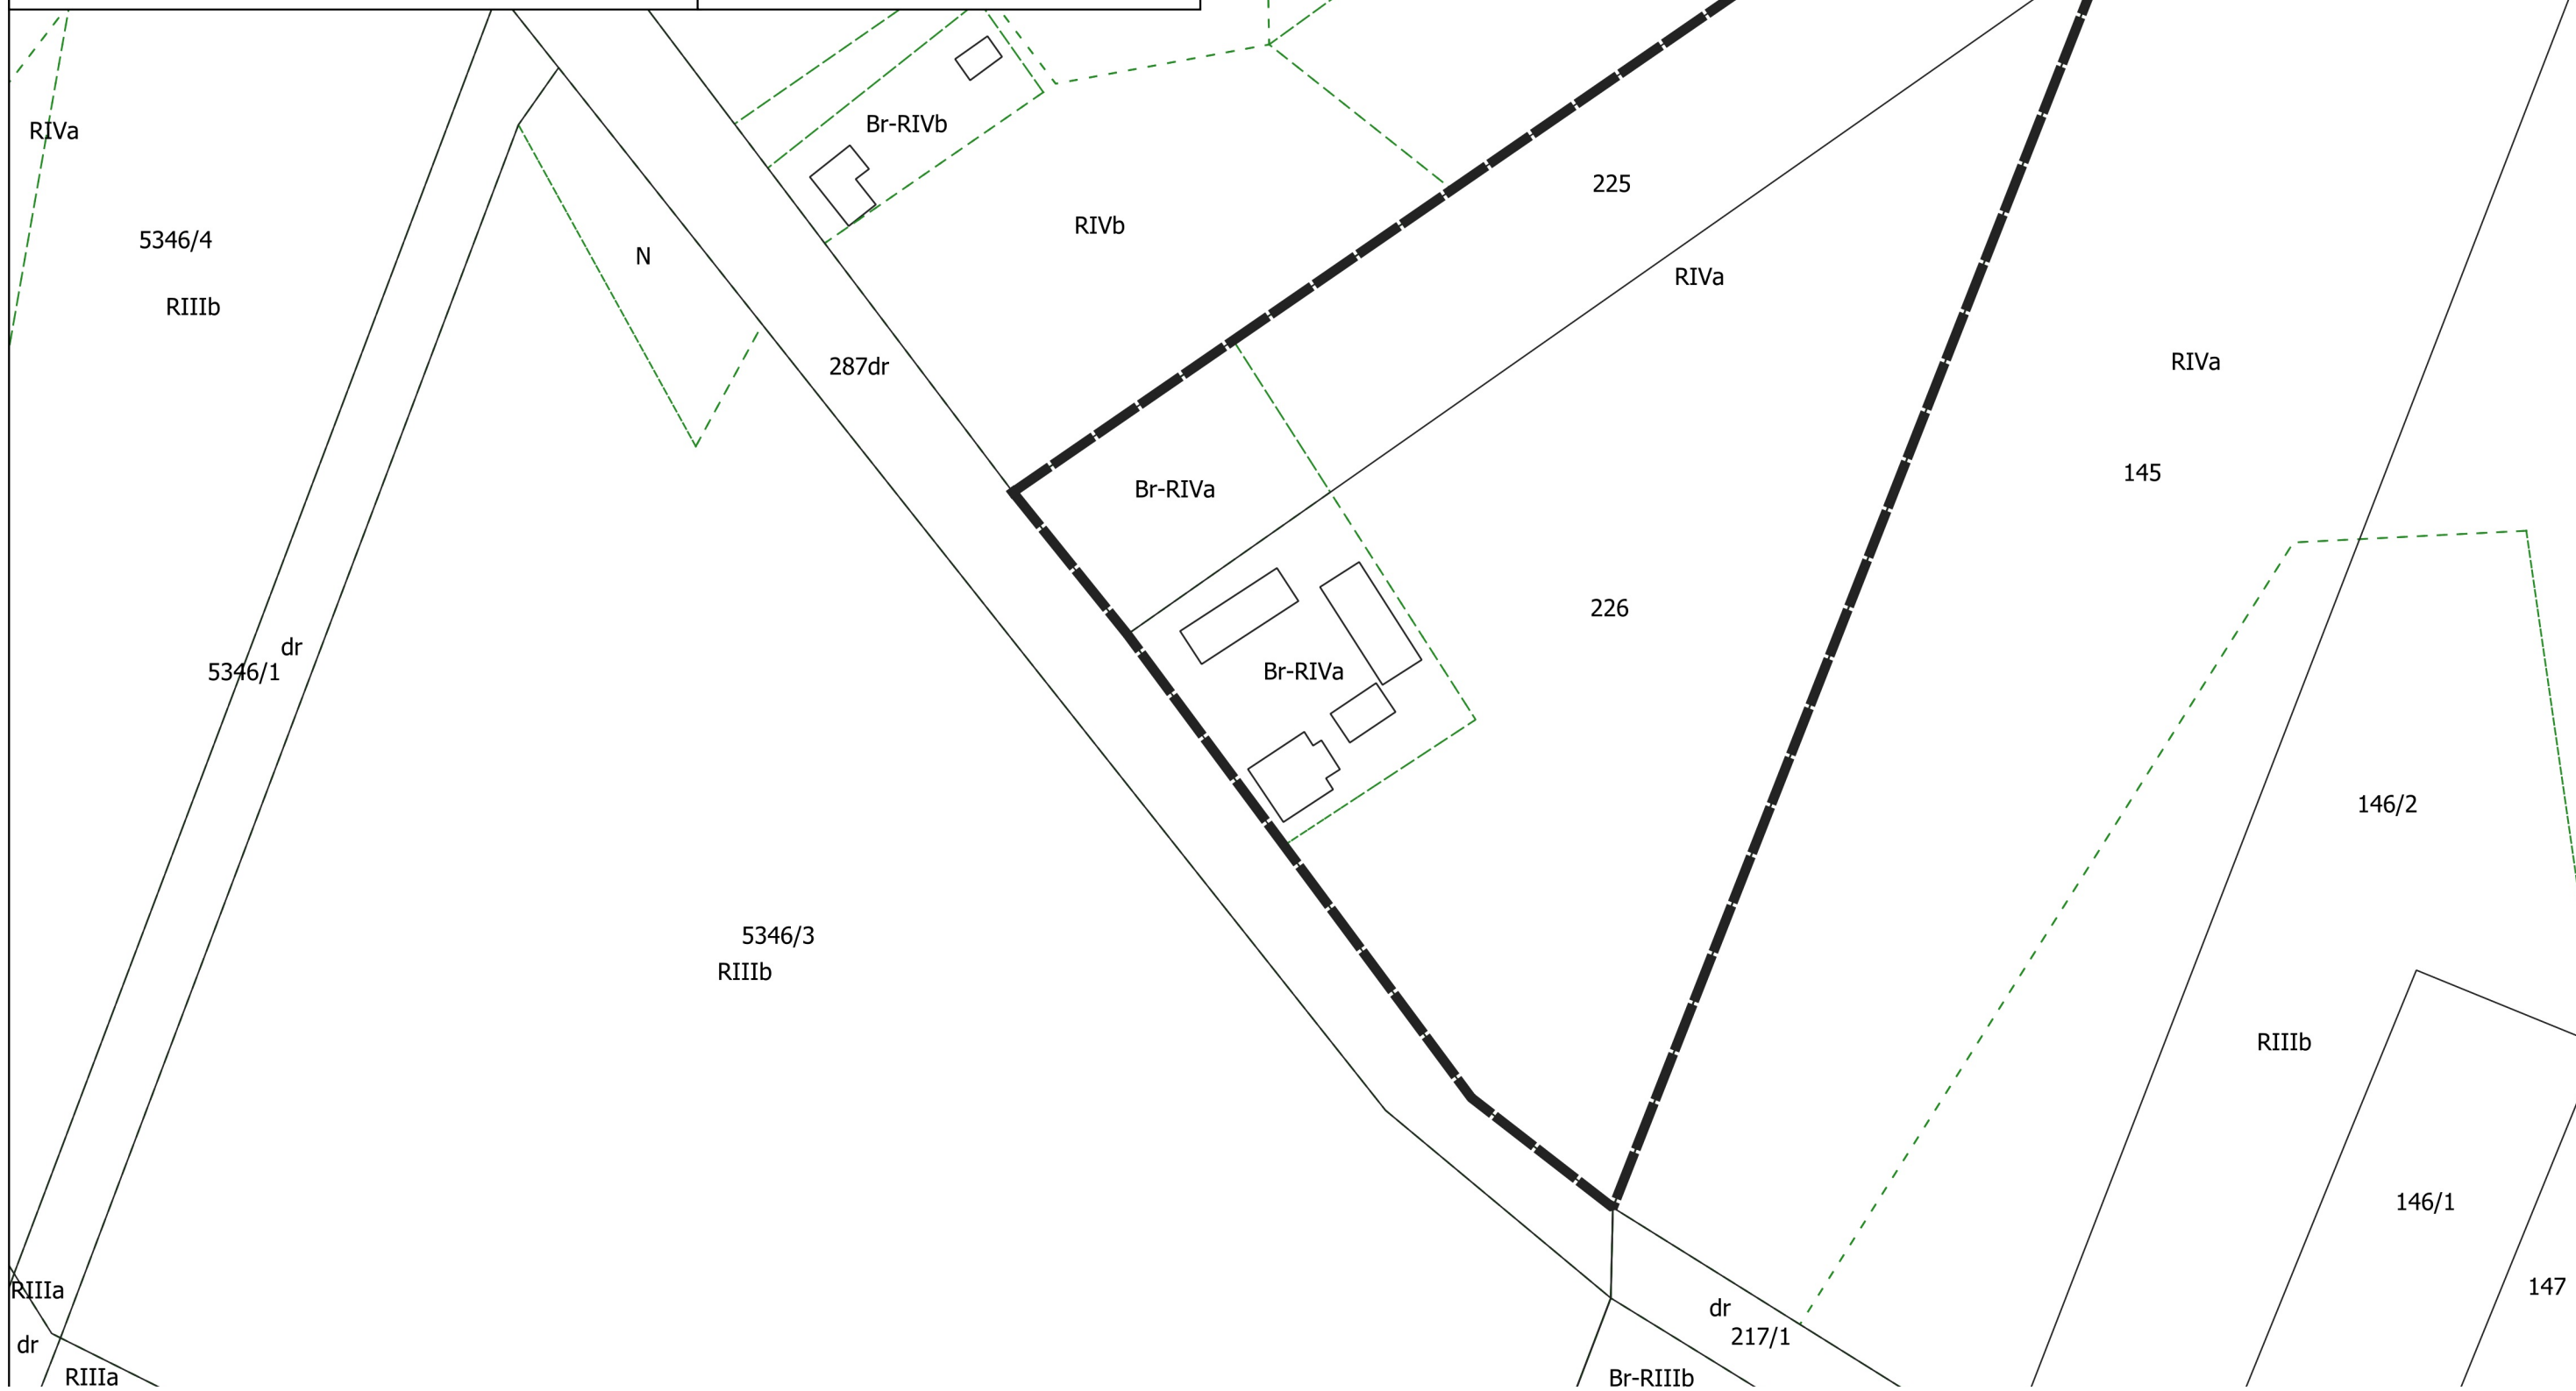 Br-RIVb
RIVa
225
RIVb
5346/4
N
RIVa
RIIIb
RIVa
287dr
145
Br-RIVa
226
dr
5346/1
Br-RIVa
146/2
5346/3
RIIIb
RIIIb
146/1
RIIIa
147
dr
217/1
dr
RIIIa
Br-RIIIb